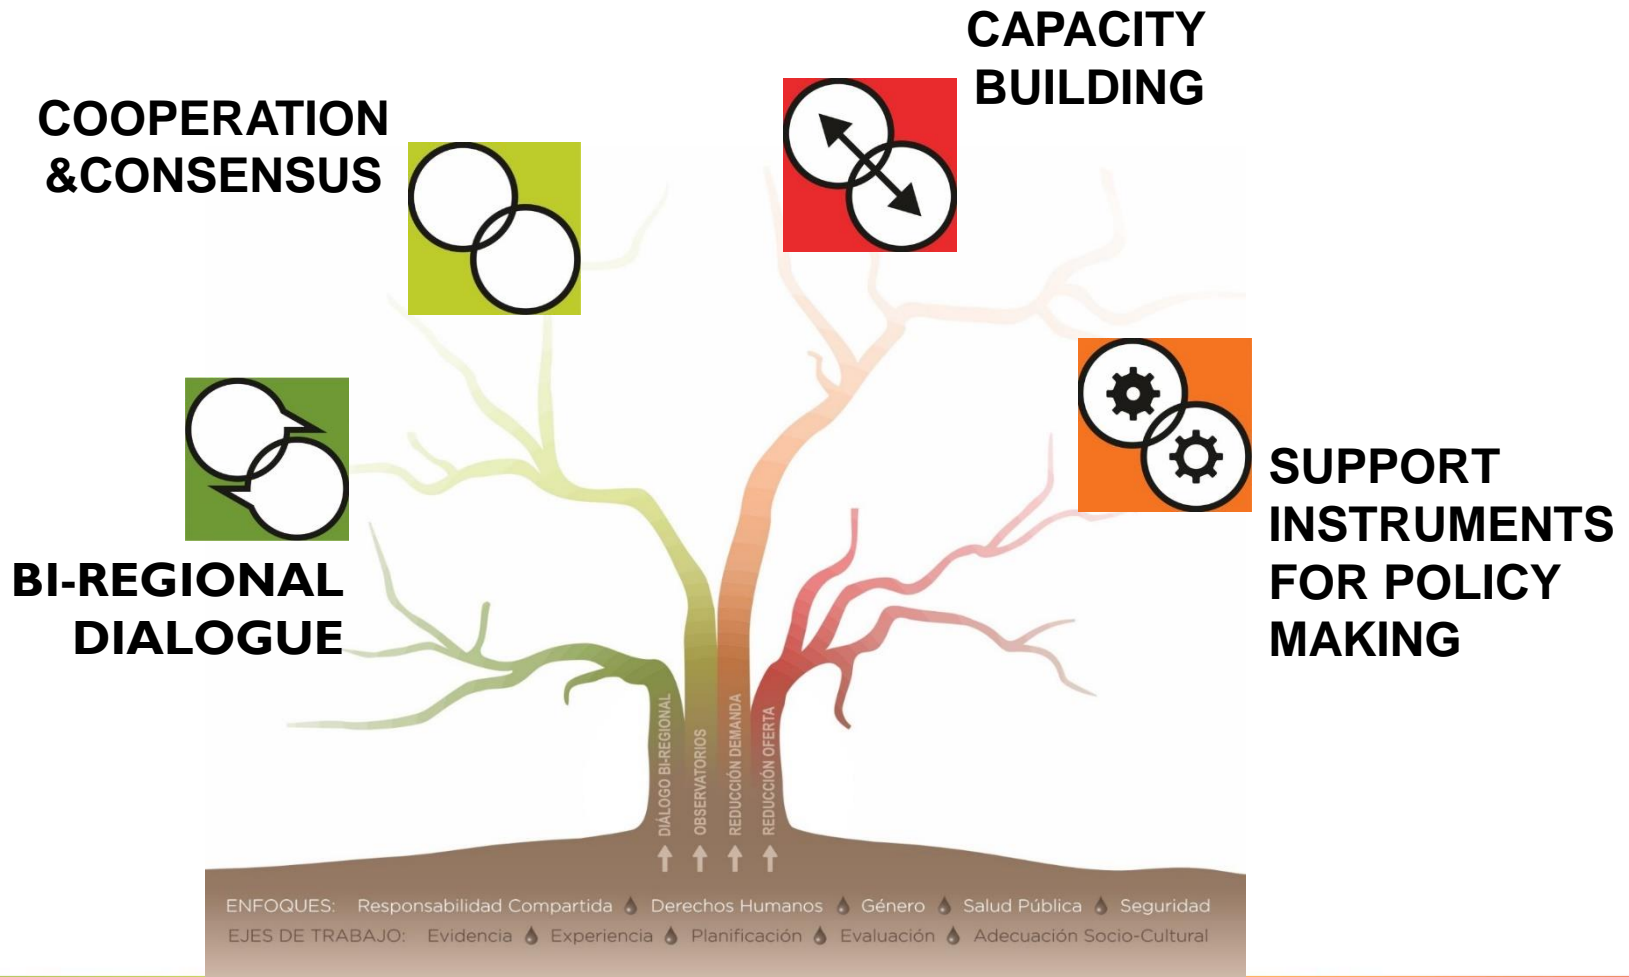 CAPACITY
BUILDING
COOPERATION
&CONSENSUS
BI-REGIONAL
DIALOGUE
SUPPORT
INSTRUMENTS
FOR POLICY
MAKING
DIÁLOGO BI-REGIONAL
OBSERVATORIOS
REDUCCIÓN DEMANDA
REDUCCIÓN OFERTA
ENFOQUES: Responsabilidad Compartida Derechos Humanos Género Salud Pública Seguridad
EJES DE TRABAJO: Evidencia Experiencia Planificación Evaluación Adecuación Socio-Cultural